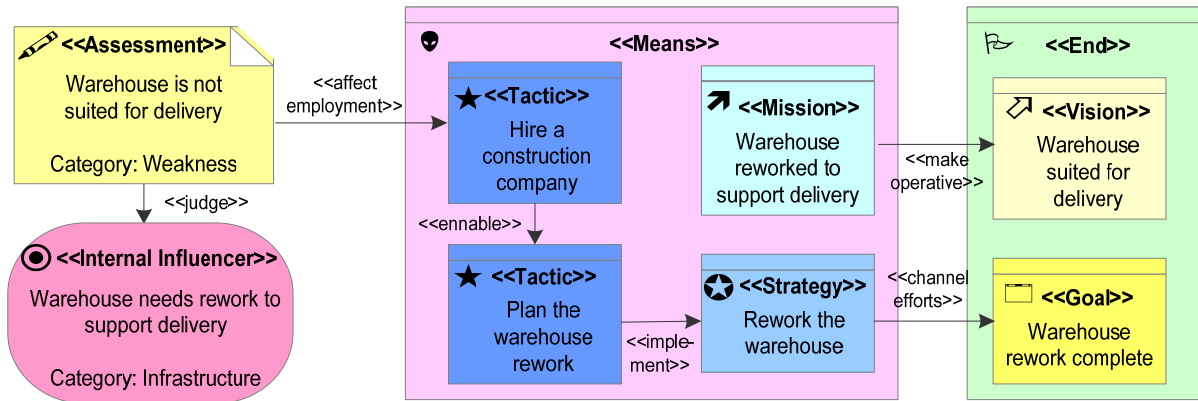 <<Assessment>>
Warehouse is not
suited for delivery
Category: Weakness
<<judge>>
<<Internal Influencer>>
Warehouse needs rework to
support delivery
Category: Infrastructure
<<affect
employment>>
<<Means>>
<<Tactic>>
Hire a
construction
company
<<ennable>>
<<Tactic>>
Plan the
warehouse
rework
<<imple-
ment>>
<<Mission>>
Warehouse
reworked to
support delivery
<<Strategy>>
Rework the
warehouse
<<make
operative>>
<<channel
efforts>>
<<End>>
<<Vision>>
Warehouse
suited for
delivery
<<Goal>>
Warehouse
rework complete